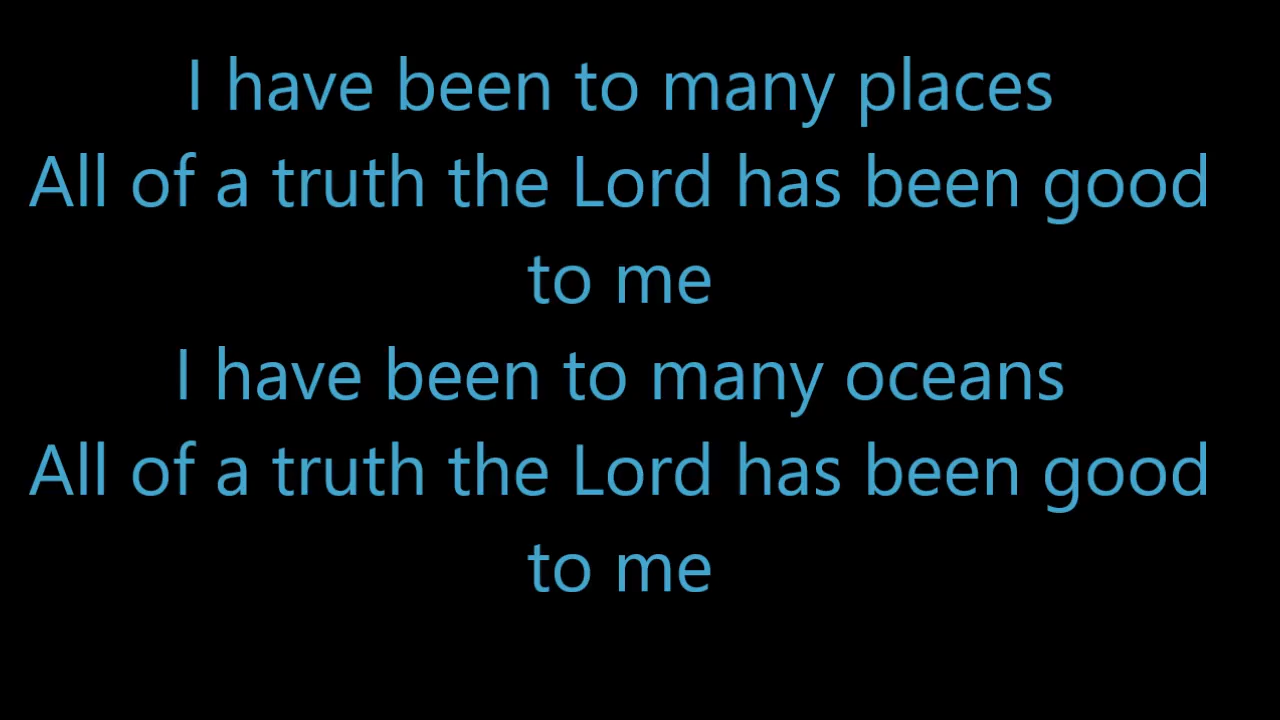 I have been to many places
All of a truth the Lord has been good
to me
I have been to many oceans
All of a truth the Lord has been good
to me